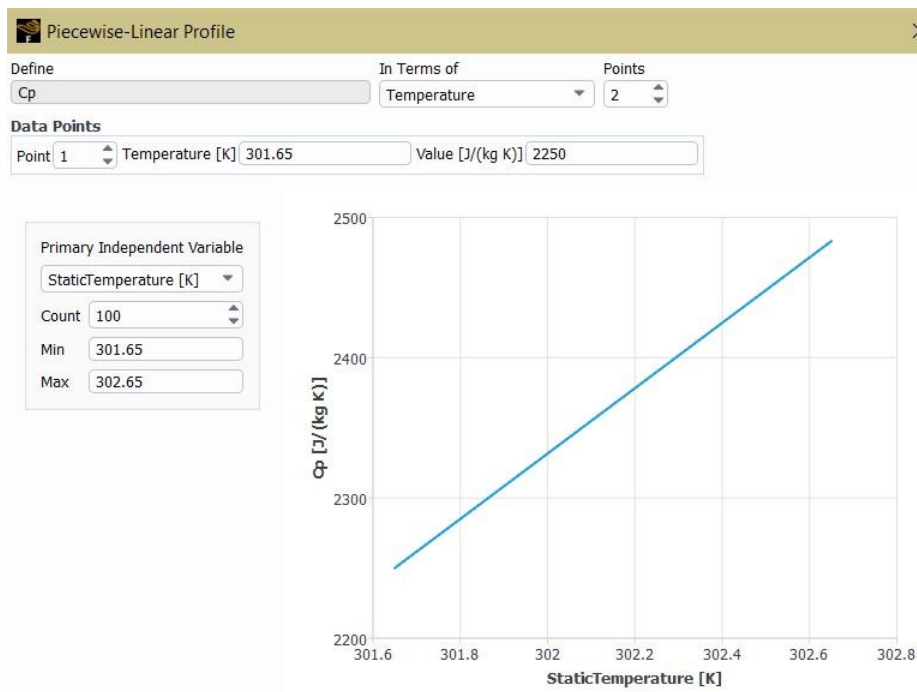 Piecewise-Linear Profile
Define In Terms of Points
Cp Temperature 2
Data Points
Point 1 Temperature [K] 301.65 Value [J/(kg K)] 2250
Primary Independent Variable
StaticTemperature [K]
Count 100
Min 301.65
Max 302.65
2500
2400
2300
2200
Cp [J/(kg K)]
301.6 301.8 302 302.2 302.4 302.6 302.8
StaticTemperature [K]